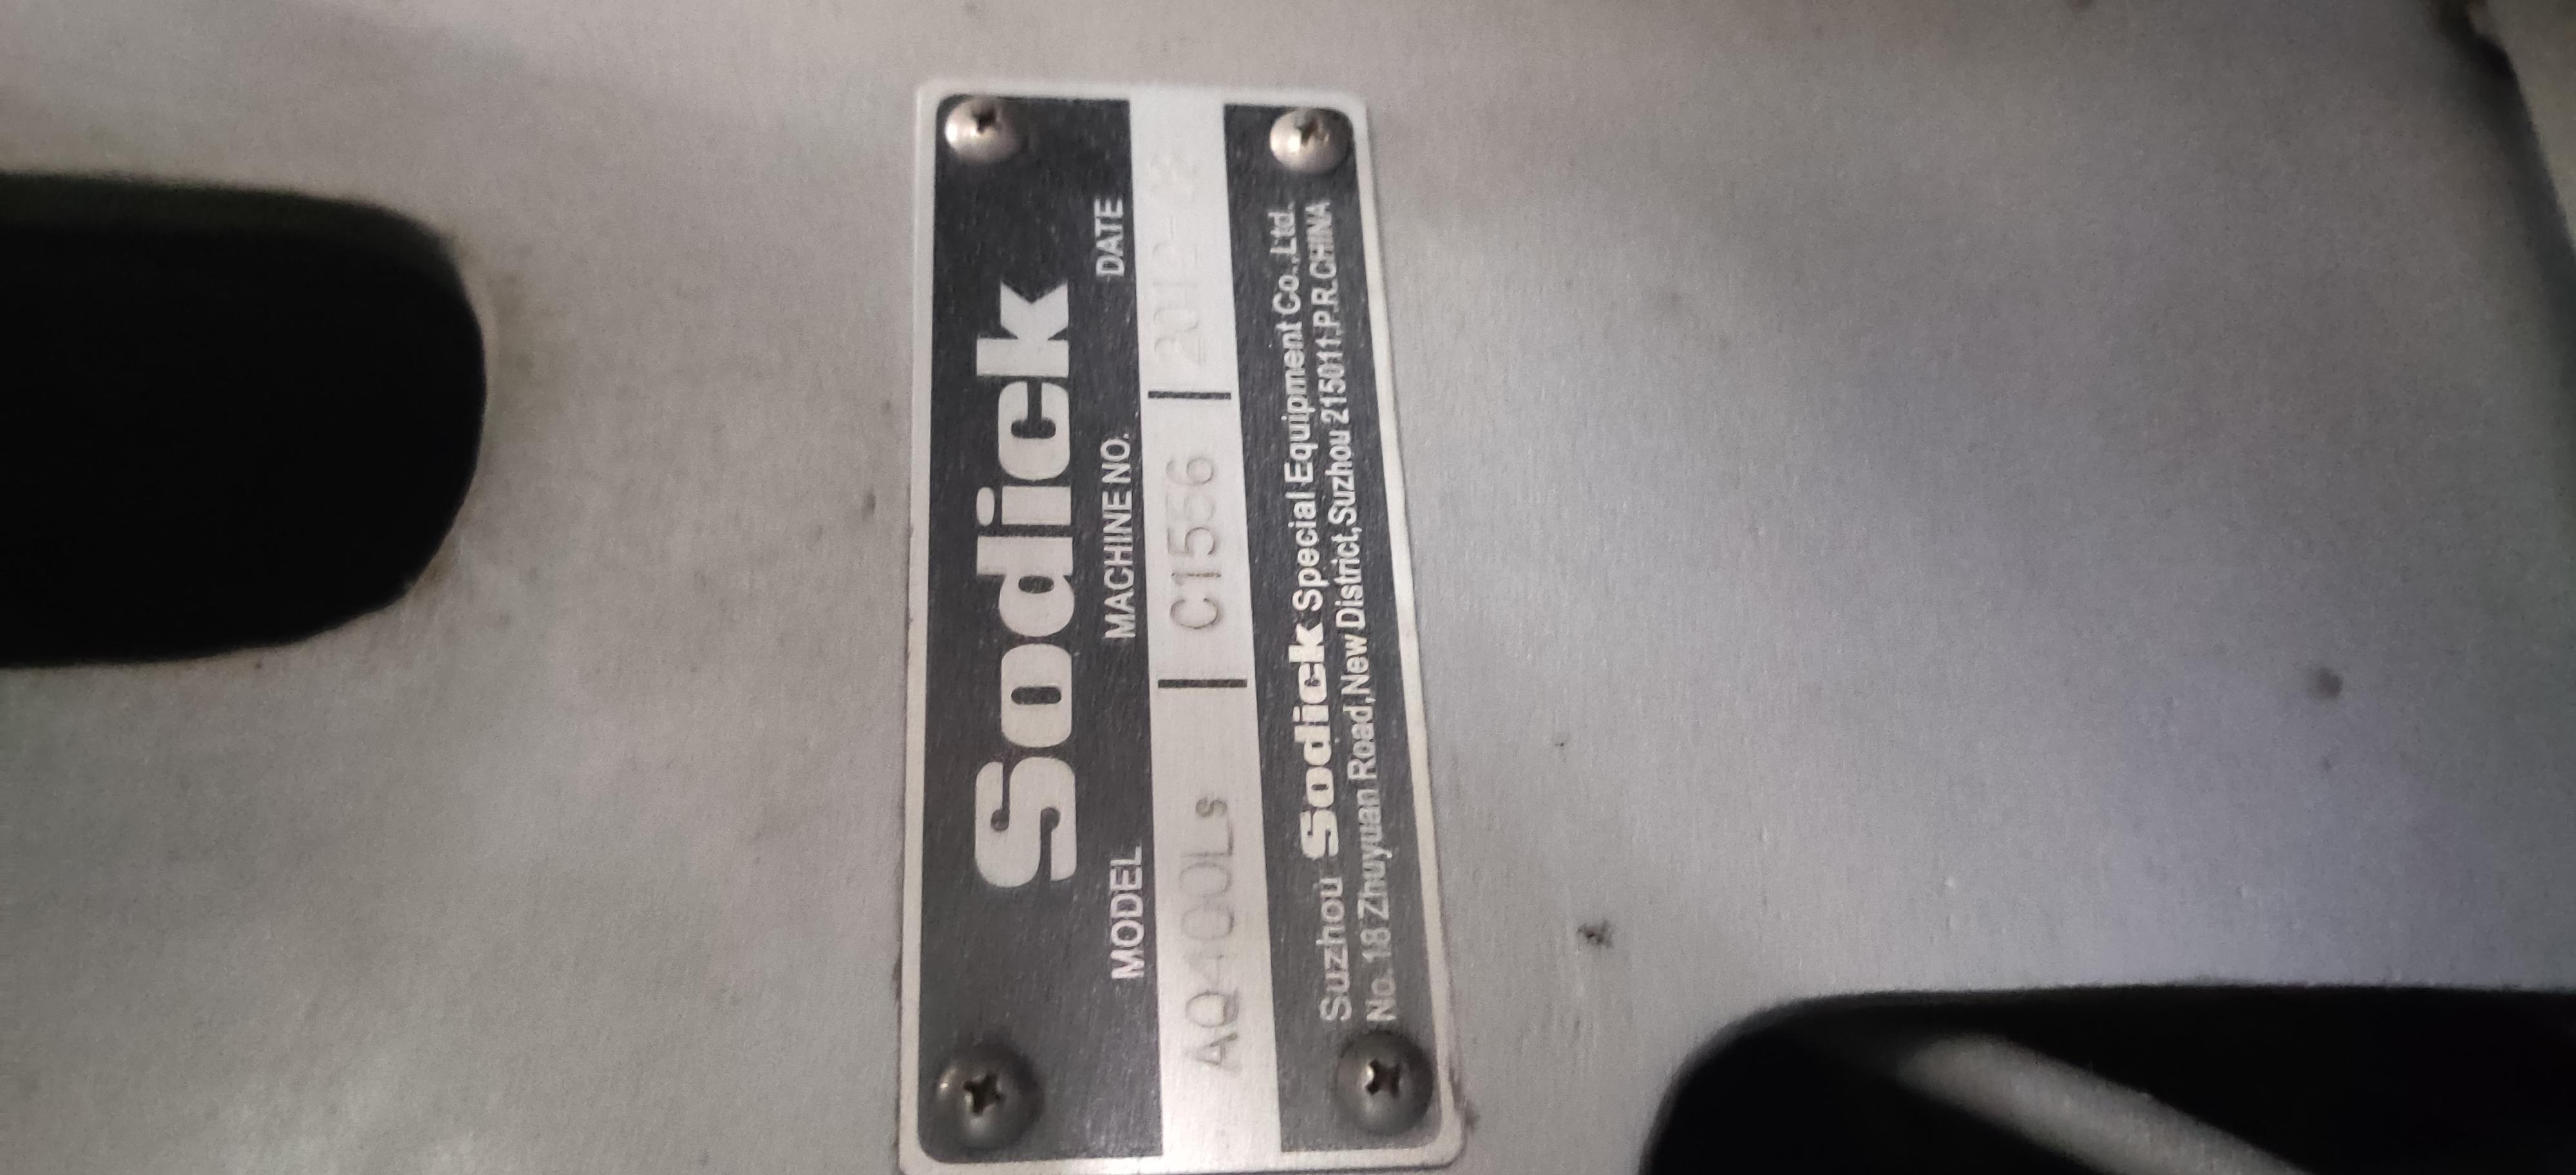 Sodick
MODEL MACHINE NO. DATE
AQ400Ls C1556
Suzhou Sodick Special Equipment Co.,Ltd.
No.18 Zhuyuan Road,New District,Suzhou 215011.P.R.CHINA